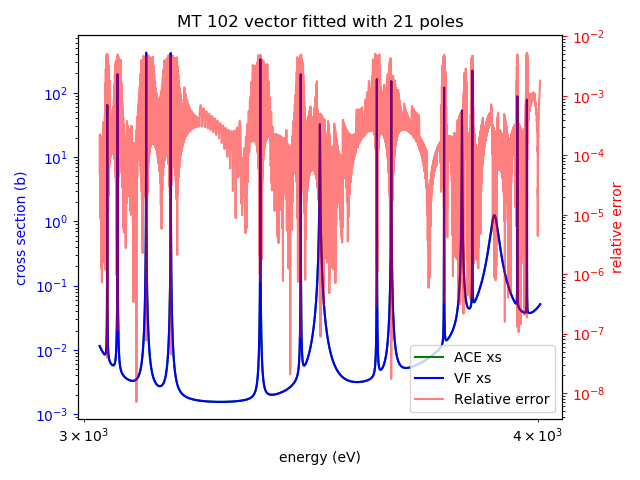 MT 102 vector fitted with 21 poles
cross section (b)
10²
10¹
10⁰
10⁻¹
10⁻²
10⁻³
10⁻²
10⁻³
10⁻⁴
10⁻⁵
10⁻⁶
10⁻⁷
10⁻⁸
relative error
ACE xs
VF xs
Relative error
3 × 10³
4 × 10³
energy (eV)